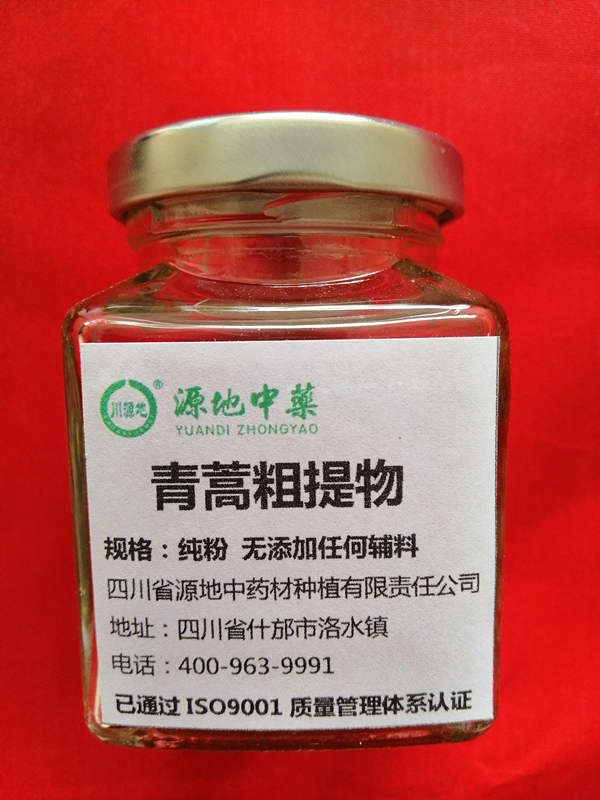 川源地 ® 源地中藥
YUANDI ZHONGYAO
青蒿粗提物
规格：纯粉 无添加任何辅料
四川省源地中药材种植有限责任公司
地址：四川省什邡市洛水镇
电话：400-963-9991
已通过 ISO9001 质量管理体系认证